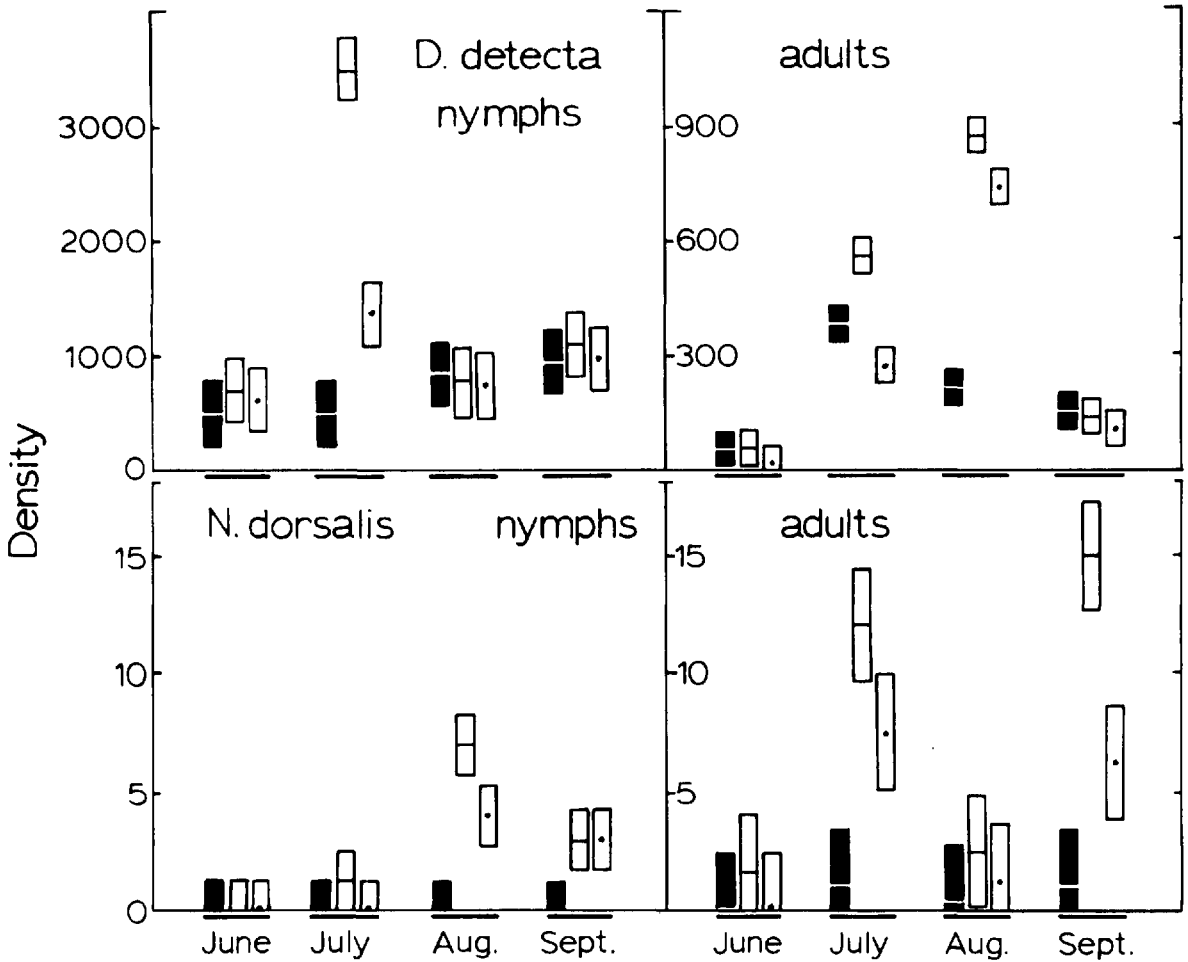 D. detecta
nymphs
adults
3000
2000
1000
0
900
600
300
Density
N. dorsalis
nymphs
adults
15
10
5
0
15
10
5
June July Aug. Sept. June July Aug. Sept.